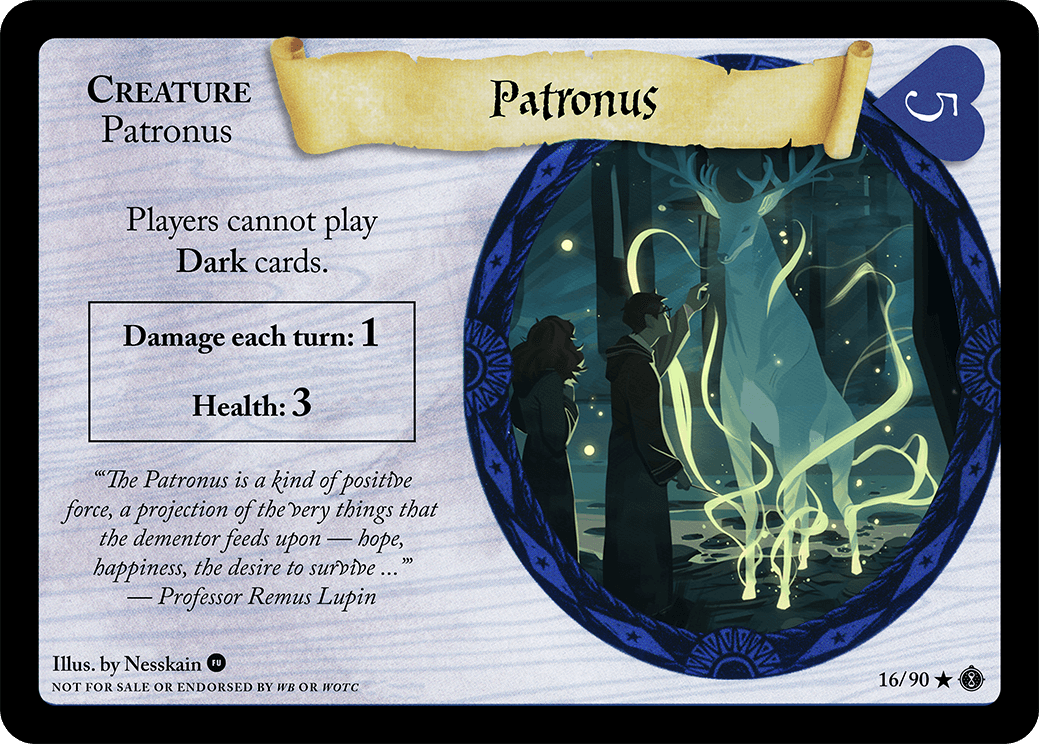 CREATURE
Patronus
Patronus
5
Players cannot play
Dark cards.
Damage each turn: 1
Health: 3
“‘The Patronus is a kind of positive
force, a projection of the very things that
the dementor feeds upon — hope,
happiness, the desire to survive ...’”
— Professor Remus Lupin
Illus. by Nesskain FU
NOT FOR SALE OR ENDORSED BY WB OR WOTC
16/90 ★